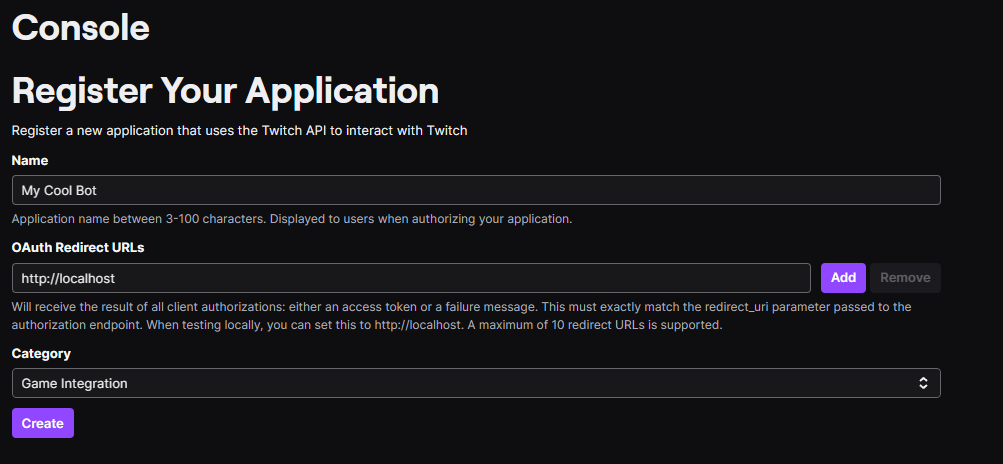 Console
Register Your Application
Register a new application that uses the Twitch API to interact with Twitch
Name
My Cool Bot
Application name between 3-100 characters. Displayed to users when authorizing your application.
OAuth Redirect URLs
http://localhost
Add
Remove
Will receive the result of all client authorizations: either an access token or a failure message. This must exactly match the redirect_uri parameter passed to the
authorization endpoint. When testing locally, you can set this to http://localhost. A maximum of 10 redirect URLs is supported.
Category
Game Integration
Create